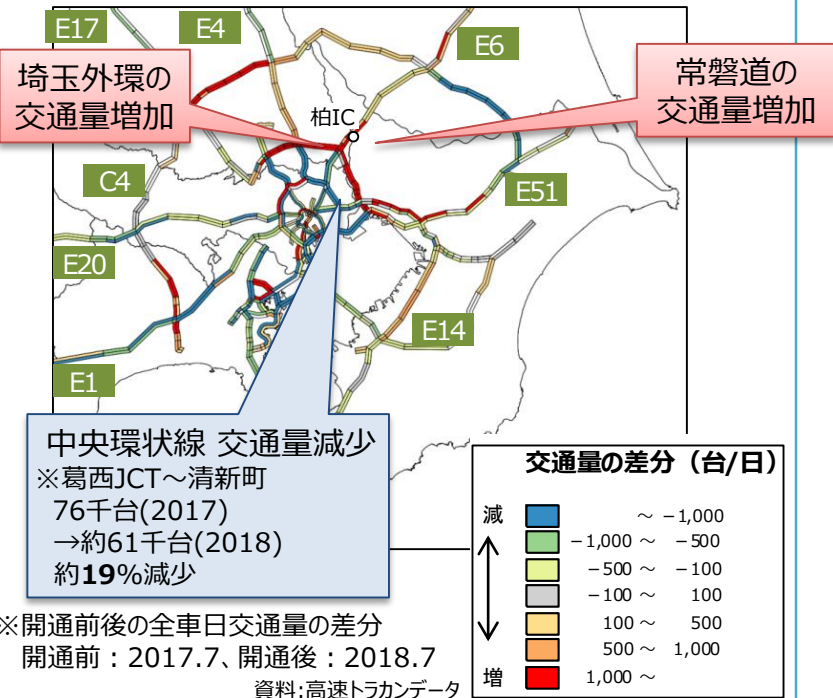 E17
E4
E6
埼玉外環の
交通量増加
常磐道の
交通量増加
柏IC
C4
E51
E20
E14
E1
中央環状線 交通量減少
※葛西JCT～清新町
76千台(2017)
→約61千台(2018)
約19%減少
交通量の差分（台/日）
減
～ －1,000
－1,000 ～ －500
－500 ～ －100
－100 ～ 100
100 ～ 500
500 ～ 1,000
増
1,000 ～
※開通前後の全車日交通量の差分
開通前：2017.7、開通後：2018.7
資料:高速トラカンデータ